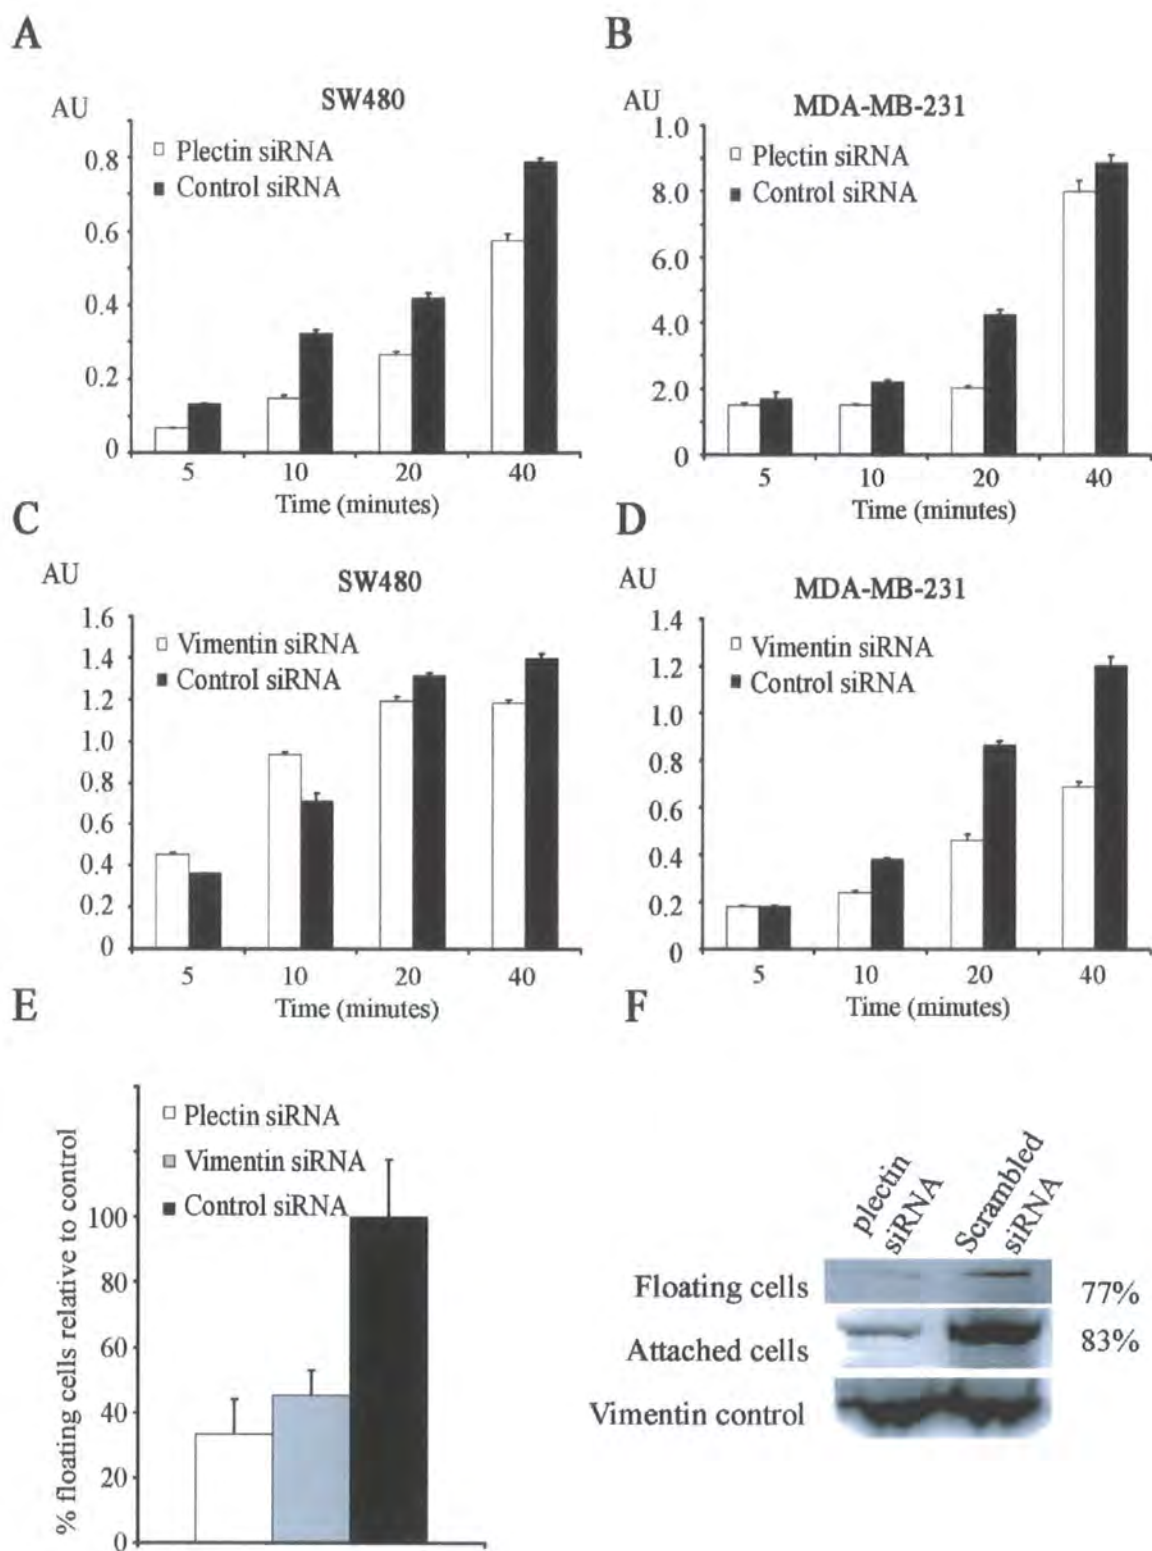 A
AU
SW480
Plectin siRNA
Control siRNA
0.8
0.6
0.4
0.2
0
5 10 20 40
Time (minutes)
B
AU
MDA-MB-231
Plectin siRNA
Control siRNA
1.0
8.0
6.0
4.0
2.0
0
5 10 20 40
Time (minutes)
C
AU
SW480
Vimentin siRNA
Control siRNA
1.6
1.4
1.2
1.0
0.8
0.6
0.4
0.2
0
5 10 20 40
Time (minutes)
D
AU
MDA-MB-231
Vimentin siRNA
Control siRNA
1.4
1.2
1.0
0.8
0.6
0.4
0.2
0
5 10 20 40
Time (minutes)
E
% floating cells relative to control
Plectin siRNA
Vimentin siRNA
Control siRNA
100
80
60
40
20
0
F
plectin
siRNA
Scrambled
siRNA
Floating cells
77%
Attached cells
83%
Vimentin control